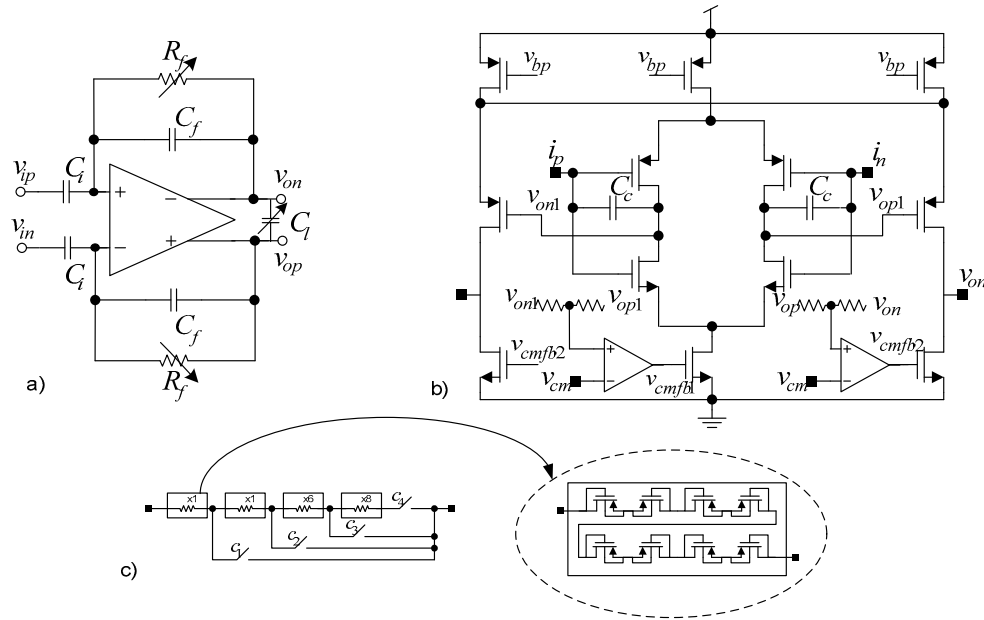 R_f
C_f
v_ip
C_i
+
−
v_on
v_in
C_i
−
+
C_l
v_op
C_f
R_f
a)
v_bp
v_bp
v_bp
b)
i_p
i_n
C_c
C_c
v_on1
v_op1
v_on1
v_op1
v_op
v_on
v_on
v_cmfb2
+
−
v_cm
v_cmfb1
+
−
v_cm
v_cmfb2
x1
x1
x6
x8
c_4
c_3
c_2
c_1
c)